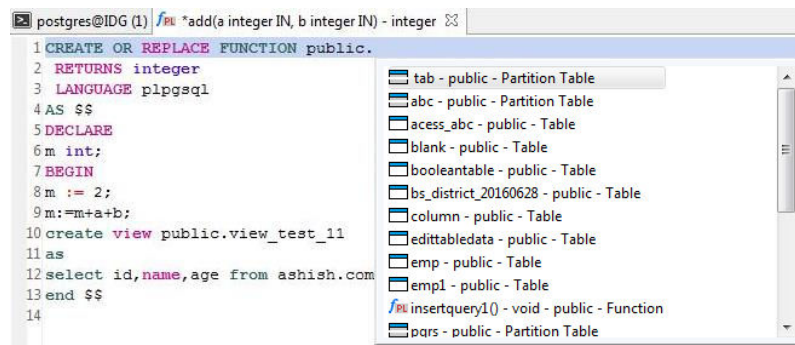 postgres@IDG (1) *add(a integer IN, b integer IN) - integer
1 CREATE OR REPLACE FUNCTION public.
2 RETURNS integer
3 LANGUAGE plpgsql
4 AS $$
5 DECLARE
6 m int;
7 BEGIN
8 m := 2;
9 m:=m+a+b;
10 create view public.view_test_11
11 as
12 select id,name,age from ashish.com
13 end $$
14
tab - public - Partition Table
abc - public - Partition Table
acess_abc - public - Table
blank - public - Table
booleantable - public - Table
bs_district_20160628 - public - Table
column - public - Table
edittabledata - public - Table
emp - public - Table
emp1 - public - Table
insertquery1() - void - public - Function
pqrs - public - Partition Table